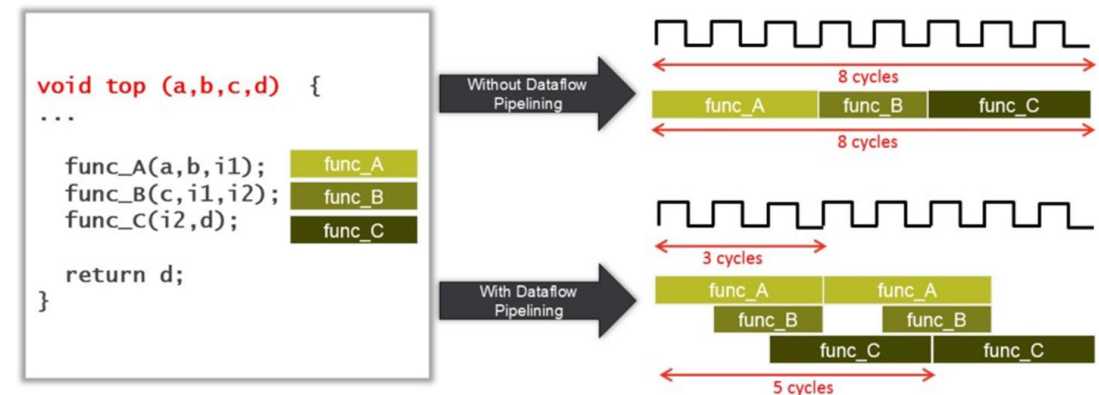 void top (a,b,c,d) {
...
func_A(a,b,i1);
func_B(c,i1,i2);
func_C(i2,d);
return d;
}
func_A
func_B
func_C
Without Dataflow
Pipelining
8 cycles
func_A func_B func_C
8 cycles
With Dataflow
Pipelining
3 cycles
func_A func_A
func_B func_B
func_C func_C
5 cycles